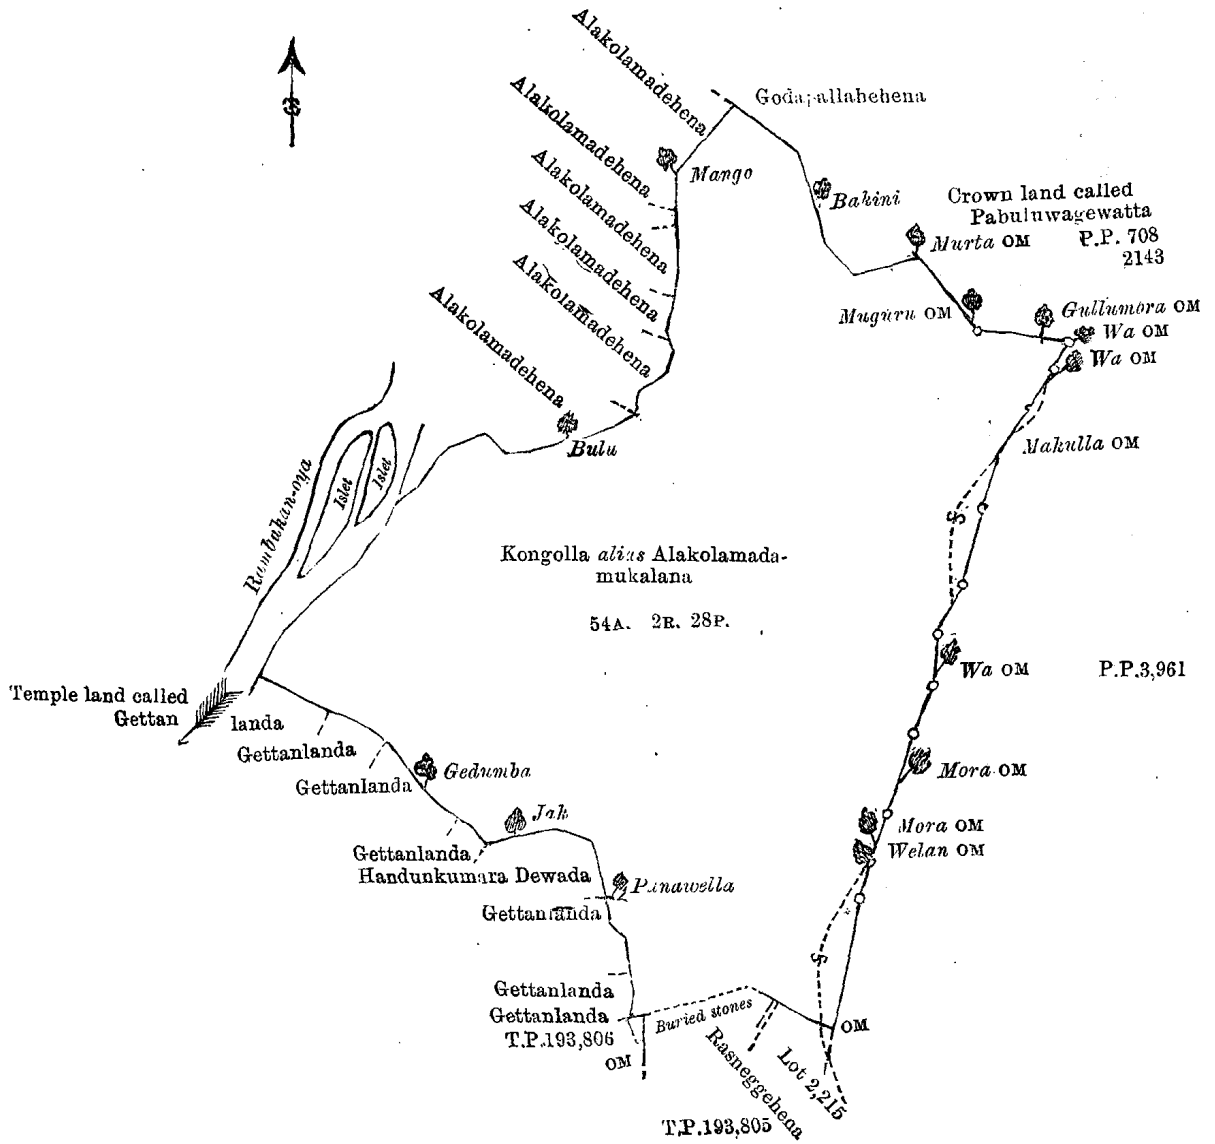 Alakolamadehena
Alakolamadehena
Alakolamadehena
Alakolamadehena
Alakolamadehena
Alakolamadehena
Mango
Bakini
Crown land called
Pabuluwagewatta
P.P. 708
2143
Murta OM
Muguru OM
Gullumora OM
Wa OM
Wa OM
Makulla OM
Bulu
Rambakan-oya
Islet
Islet
S
Kongolla alias Alakolamada-
mukalana
54A. 2R. 28P.
Wa OM
P.P.3,961
Temple land called
Gettan landa
Gettanlanda
Gettanlanda
Gedumba
Mora OM
Jak
Mora OM
Welan OM
Gettanlanda
Handunkumara Dewada
Panawella
Gettanlanda
S
Gettanlanda
Gettanlanda
T.P.193,806
OM
Buried stones
OM
Rasneggehena
Lot 2,215
T.P.193,805